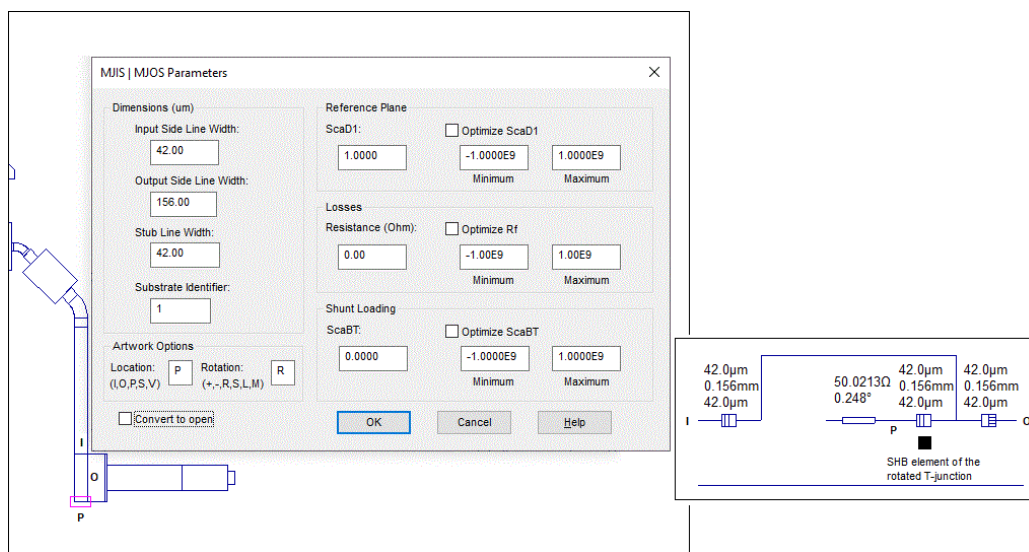 MJIS | MJOS Parameters
Dimensions (um)
Input Side Line Width:
42.00
Output Side Line Width:
156.00
Stub Line Width:
42.00
Substrate Identifier:
1
Artwork Options
Location:
(I,O,P,S,V)
P
Rotation:
(+,-,R,S,L,M)
R
Convert to open
Reference Plane
ScaD1:
Optimize ScaD1
1.0000
-1.0000E9
1.0000E9
Minimum
Maximum
Losses
Resistance (Ohm):
Optimize Rf
0.00
-1.00E9
1.00E9
Minimum
Maximum
Shunt Loading
ScaBT:
Optimize ScaBT
0.0000
-1.0000E9
1.0000E9
Minimum
Maximum
OK
Cancel
Help
I
O
P
42.0µm
0.156mm
42.0µm
50.0213Ω
0.248°
42.0µm
0.156mm
42.0µm
42.0µm
0.156mm
42.0µm
I
P
O
SHB element of the
rotated T-junction